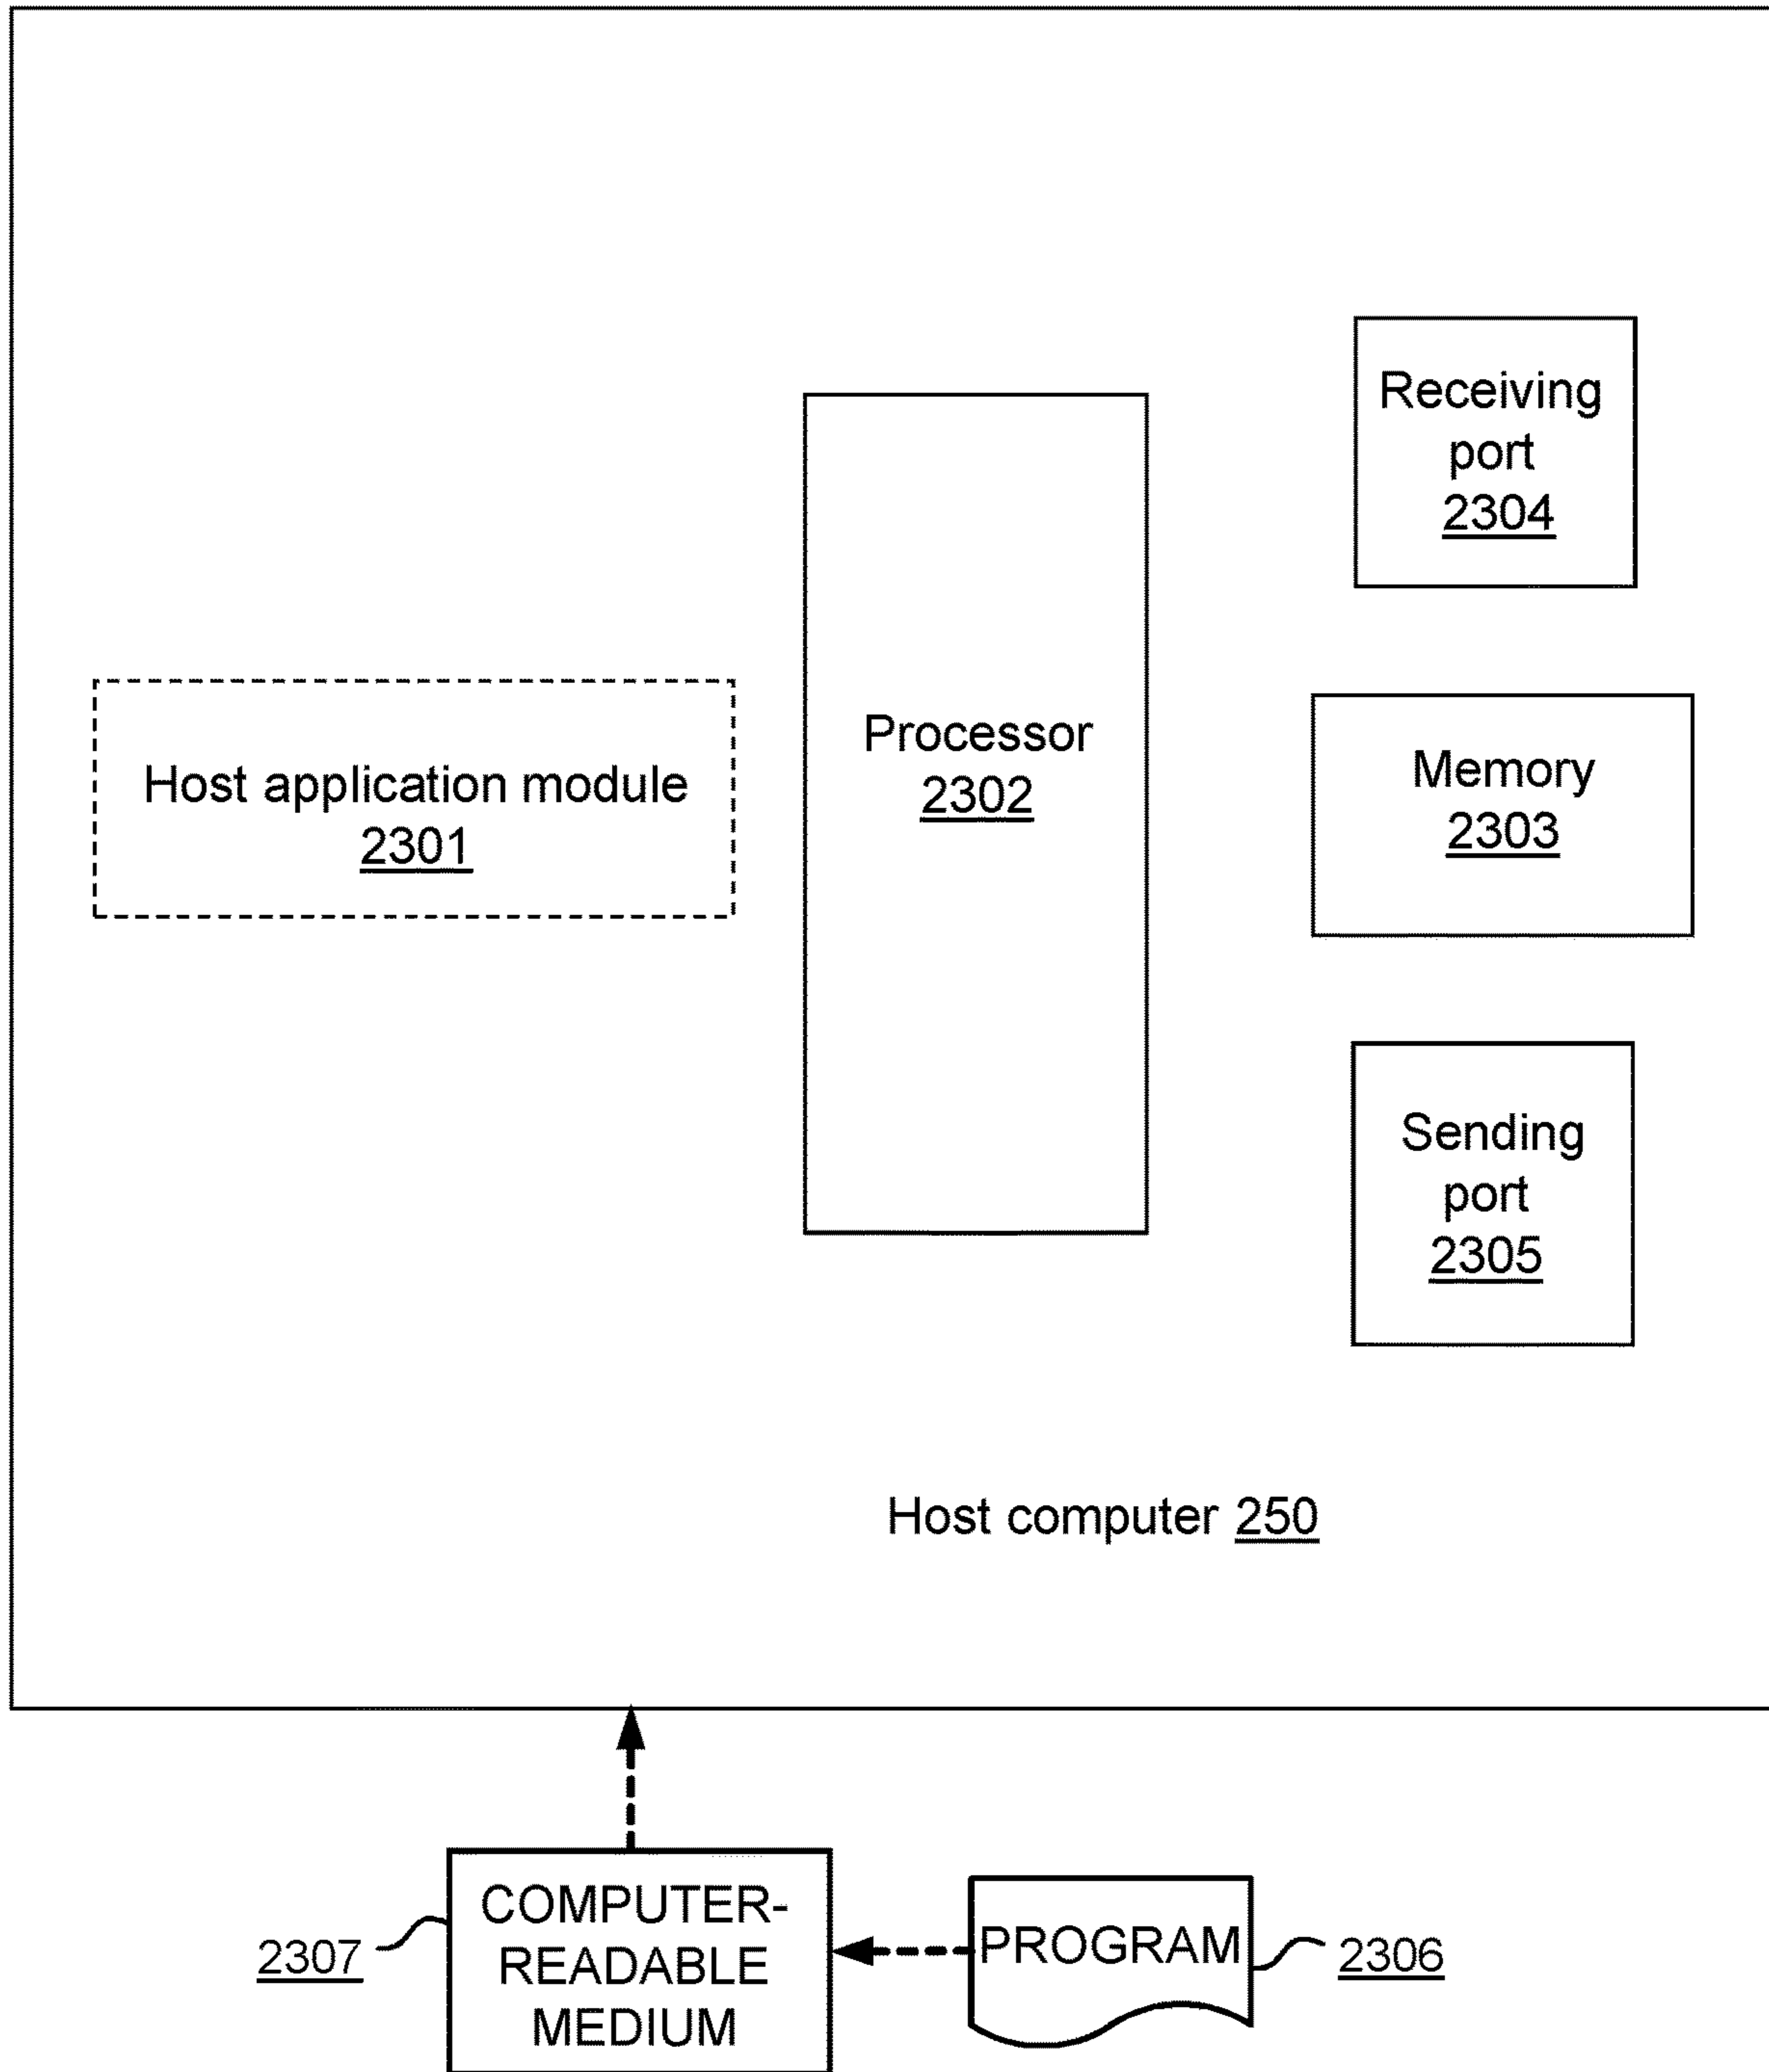 Receiving
port
2304
Host application module
2301
Processor
2302
Memory
2303
Sending
port
2305
Host computer 250
2307
COMPUTER-
READABLE
MEDIUM
PROGRAM
2306